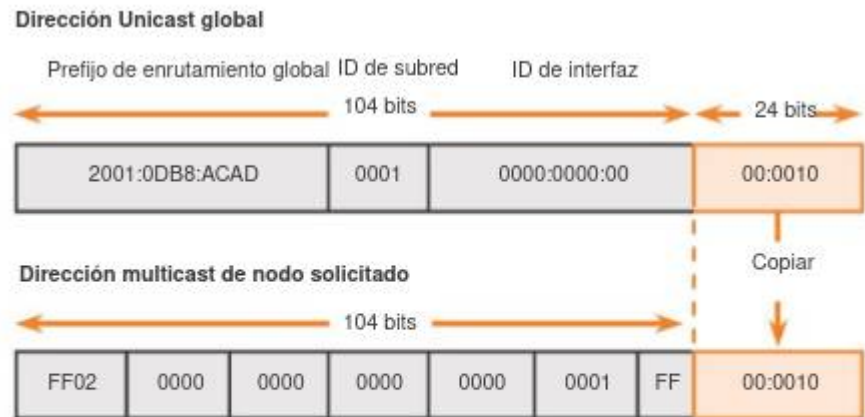 Dirección Unicast global
Prefijo de enrutamiento global ID de subred ID de interfaz
104 bits 24 bits
2001:0DB8:ACAD 0001 0000:0000:00 00:0010
Copiar
Dirección multicast de nodo solicitado
104 bits
FF02 0000 0000 0000 0000 0001 FF 00:0010